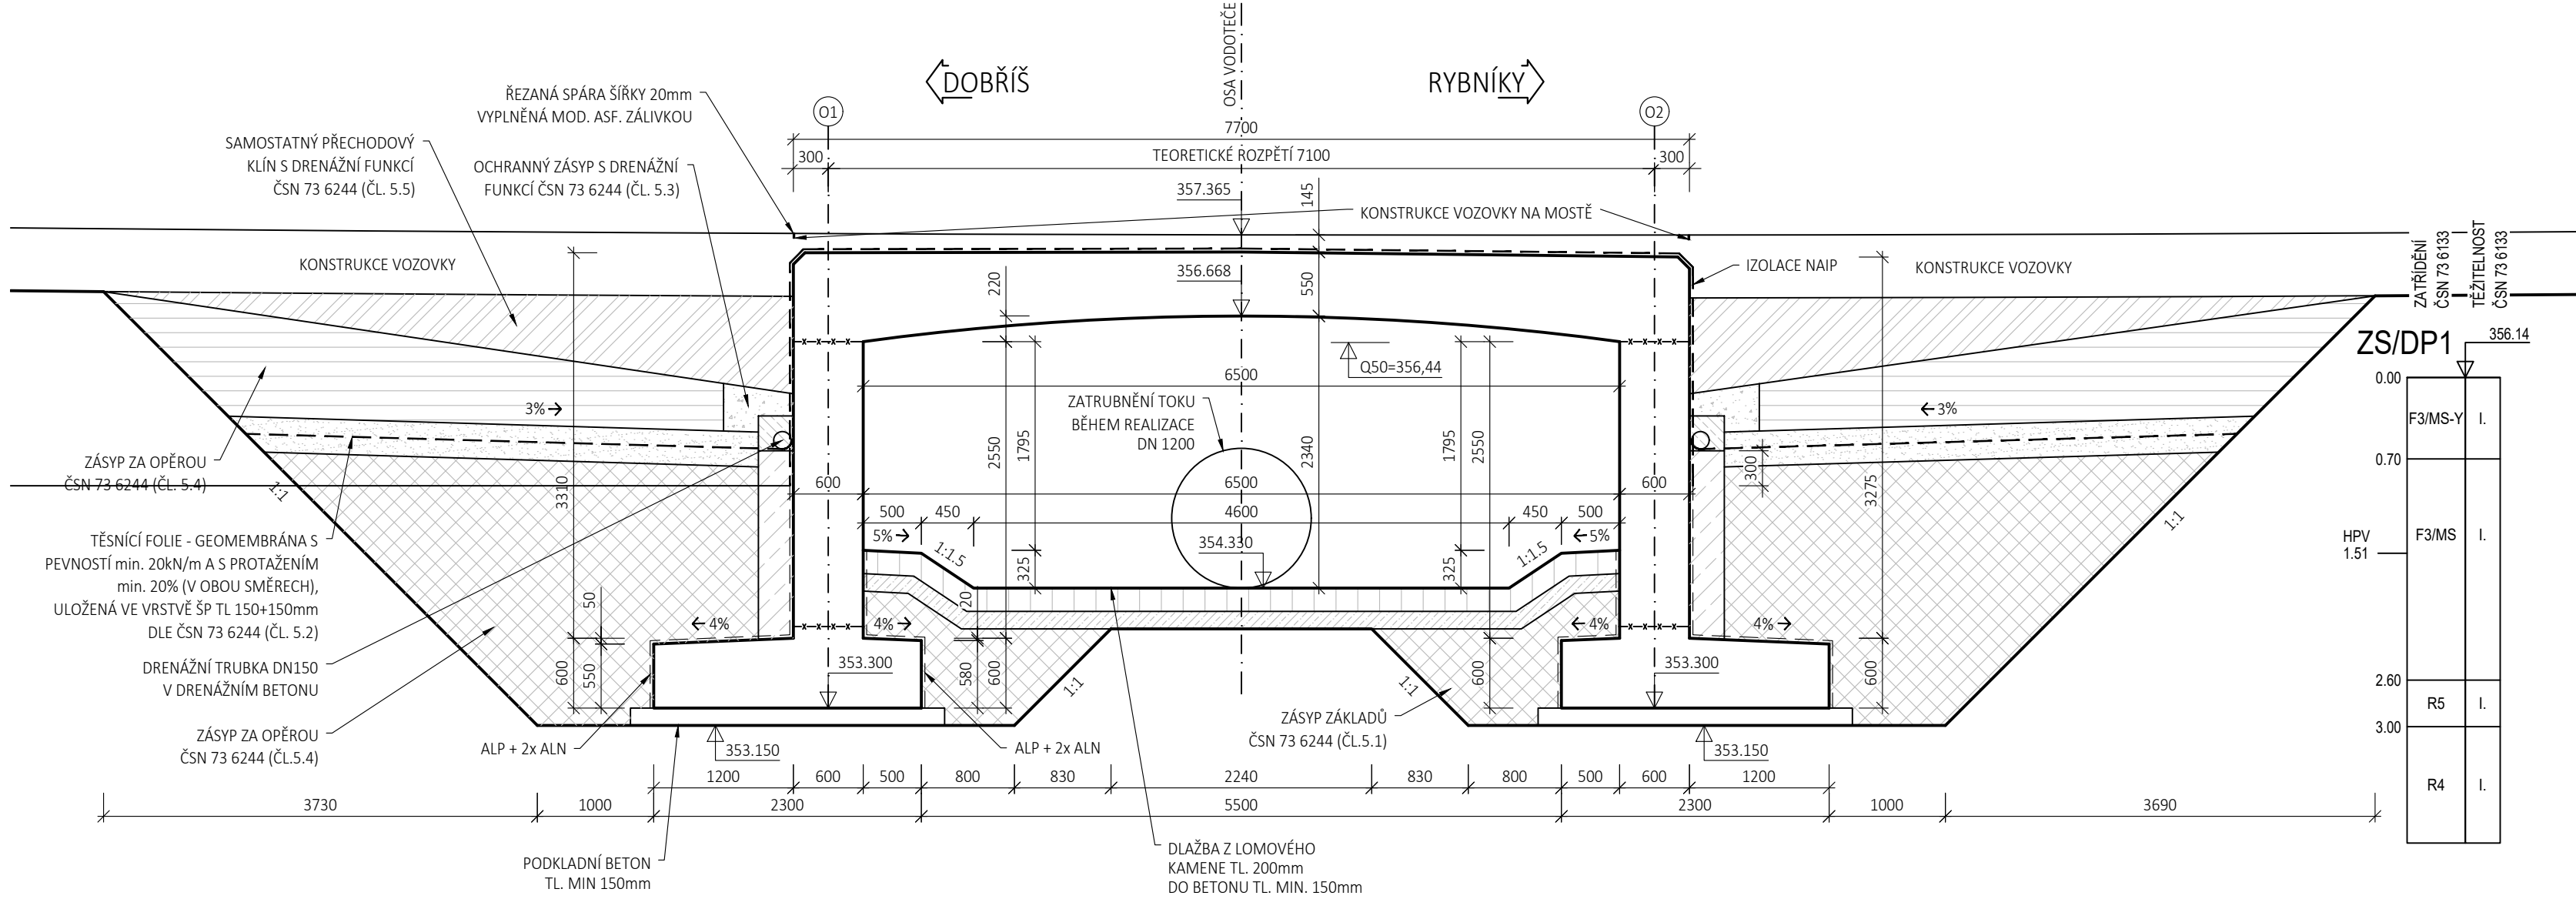 OSA VODOTEČE
DOBŘÍŠ
RYBNÍKY
ŘEZANÁ SPÁRA ŠÍŘKY 20mm
VYPLNĚNÁ MOD. ASF. ZÁLIVKOU
O1
O2
7700
SAMOSTATNÝ PŘECHODOVÝ
KLÍN S DRENÁŽNÍ FUNKCÍ
ČSN 73 6244 (ČL. 5.5)
OCHRANNÝ ZÁSYP S DRENÁŽNÍ
FUNKCÍ ČSN 73 6244 (ČL. 5.3)
300
TEORETICKÉ ROZPĚTÍ 7100
300
357.365
145
KONSTRUKCE VOZOVKY NA MOSTĚ
KONSTRUKCE VOZOVKY
220
356.668
550
IZOLACE NAIP
KONSTRUKCE VOZOVKY
ZATŘÍDĚNÍ
ČSN 73 6133
TĚŽITELNOST
ČSN 73 6133
ZS/DP1
356.14
0.00
F3/MS-Y
I.
0.70
HPV
1.51
F3/MS
I.
2.60
R5
I.
3.00
R4
I.
Q50=356,44
6500
3%
3%
ZATRUBNĚNÍ TOKU
BĚHEM REALIZACE
DN 1200
2550
1795
2340
1795
2550
ZÁSYP ZA OPĚROU
ČSN 73 6244 (ČL. 5.4)
1:1
3310
600
6500
600
300
3275
1:1
500
450
4600
450
500
5%
1:1.5
354.330
1:1.5
5%
325
325
TĚSNÍCÍ FOLIE - GEOMEMBRÁNA S
PEVNOSTÍ min. 20kN/m A S PROTAŽENÍM
min. 20% (V OBOU SMĚRECH),
ULOŽENÁ VE VRSTVĚ ŠP TL 150+150mm
DLE ČSN 73 6244 (ČL. 5.2)
50
20
4%
4%
4%
4%
DRENÁŽNÍ TRUBKA DN150
V DRENÁŽNÍM BETONU
600
550
353.300
580
600
1:1
1:1
600
353.300
600
ZÁSYP ZA OPĚROU
ČSN 73 6244 (ČL.5.4)
ALP + 2x ALN
353.150
ALP + 2x ALN
ZÁSYP ZÁKLADŮ
ČSN 73 6244 (ČL.5.1)
353.150
1200
600
500
800
830
2240
830
800
500
600
1200
3730
1000
2300
5500
2300
1000
3690
PODKLADNÍ BETON
TL. MIN 150mm
DLAŽBA Z LOMOVÉHO
KAMENE TL. 200mm
DO BETONU TL. MIN. 150mm